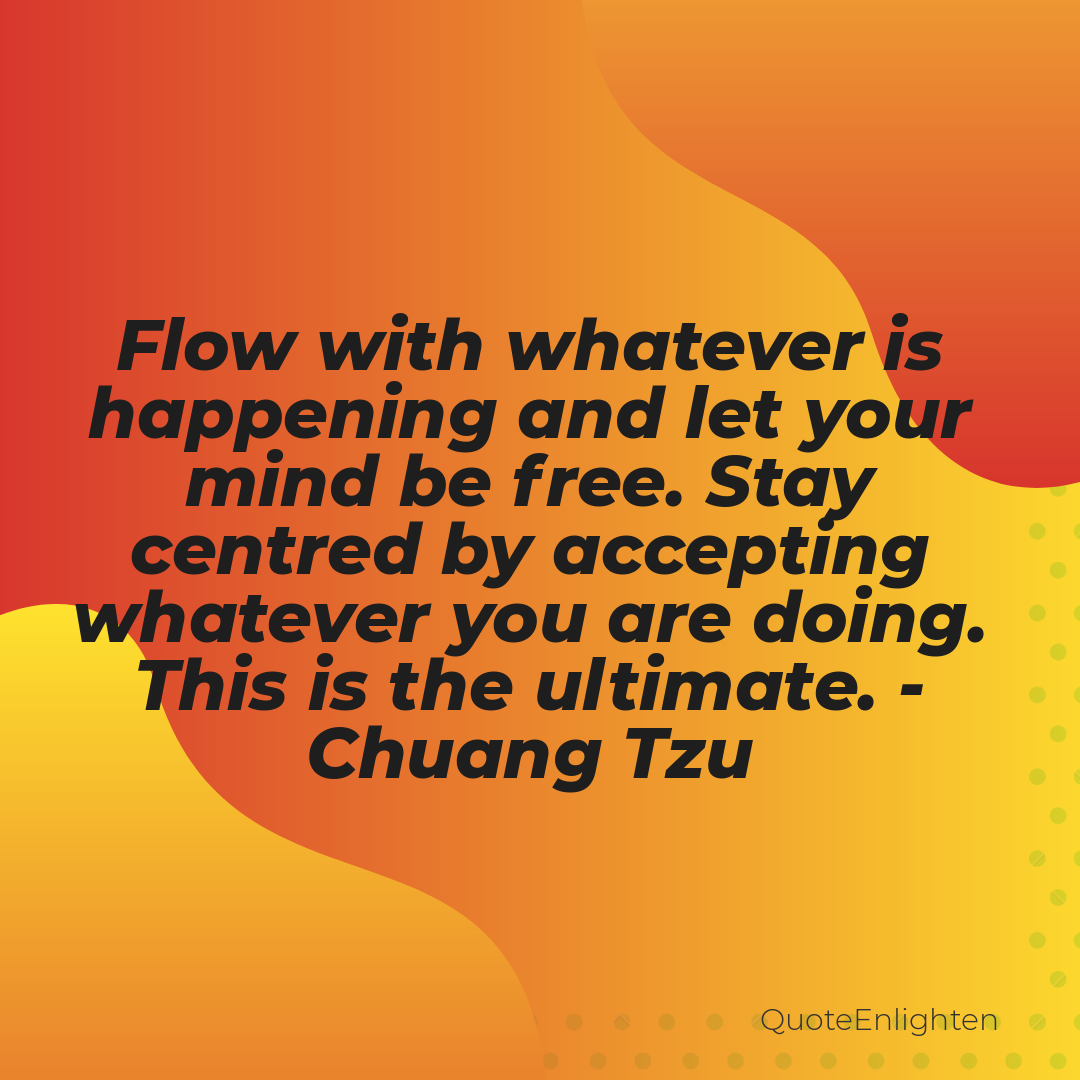 Flow with whatever is
happening and let your
mind be free. Stay
centred by accepting
whatever you are doing.
This is the ultimate. -
Chuang Tzu
QuoteEnlighten